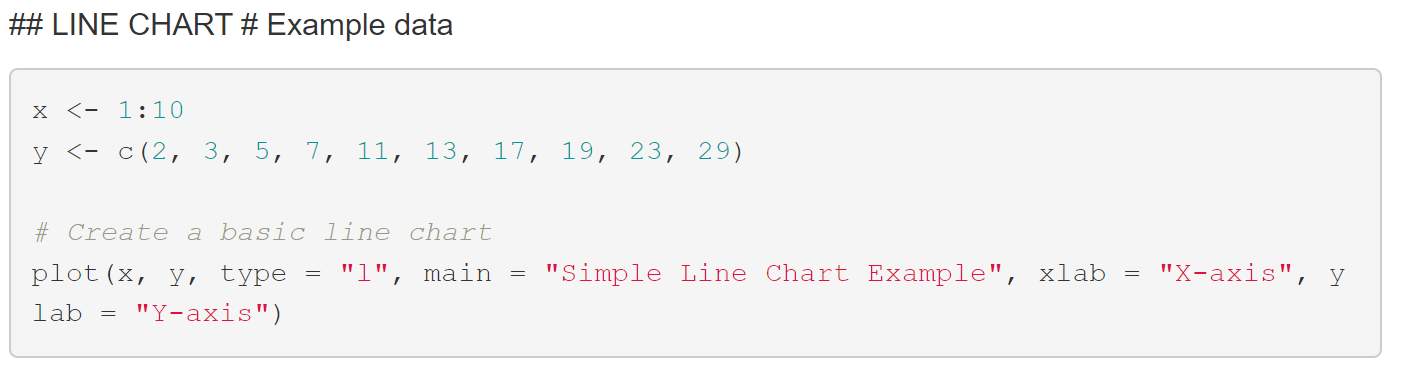 ## LINE CHART # Example data
x <- 1:10
y <- c(2, 3, 5, 7, 11, 13, 17, 19, 23, 29)
# Create a basic line chart
plot(x, y, type = "l", main = "Simple Line Chart Example", xlab = "X-axis", y
lab = "Y-axis")